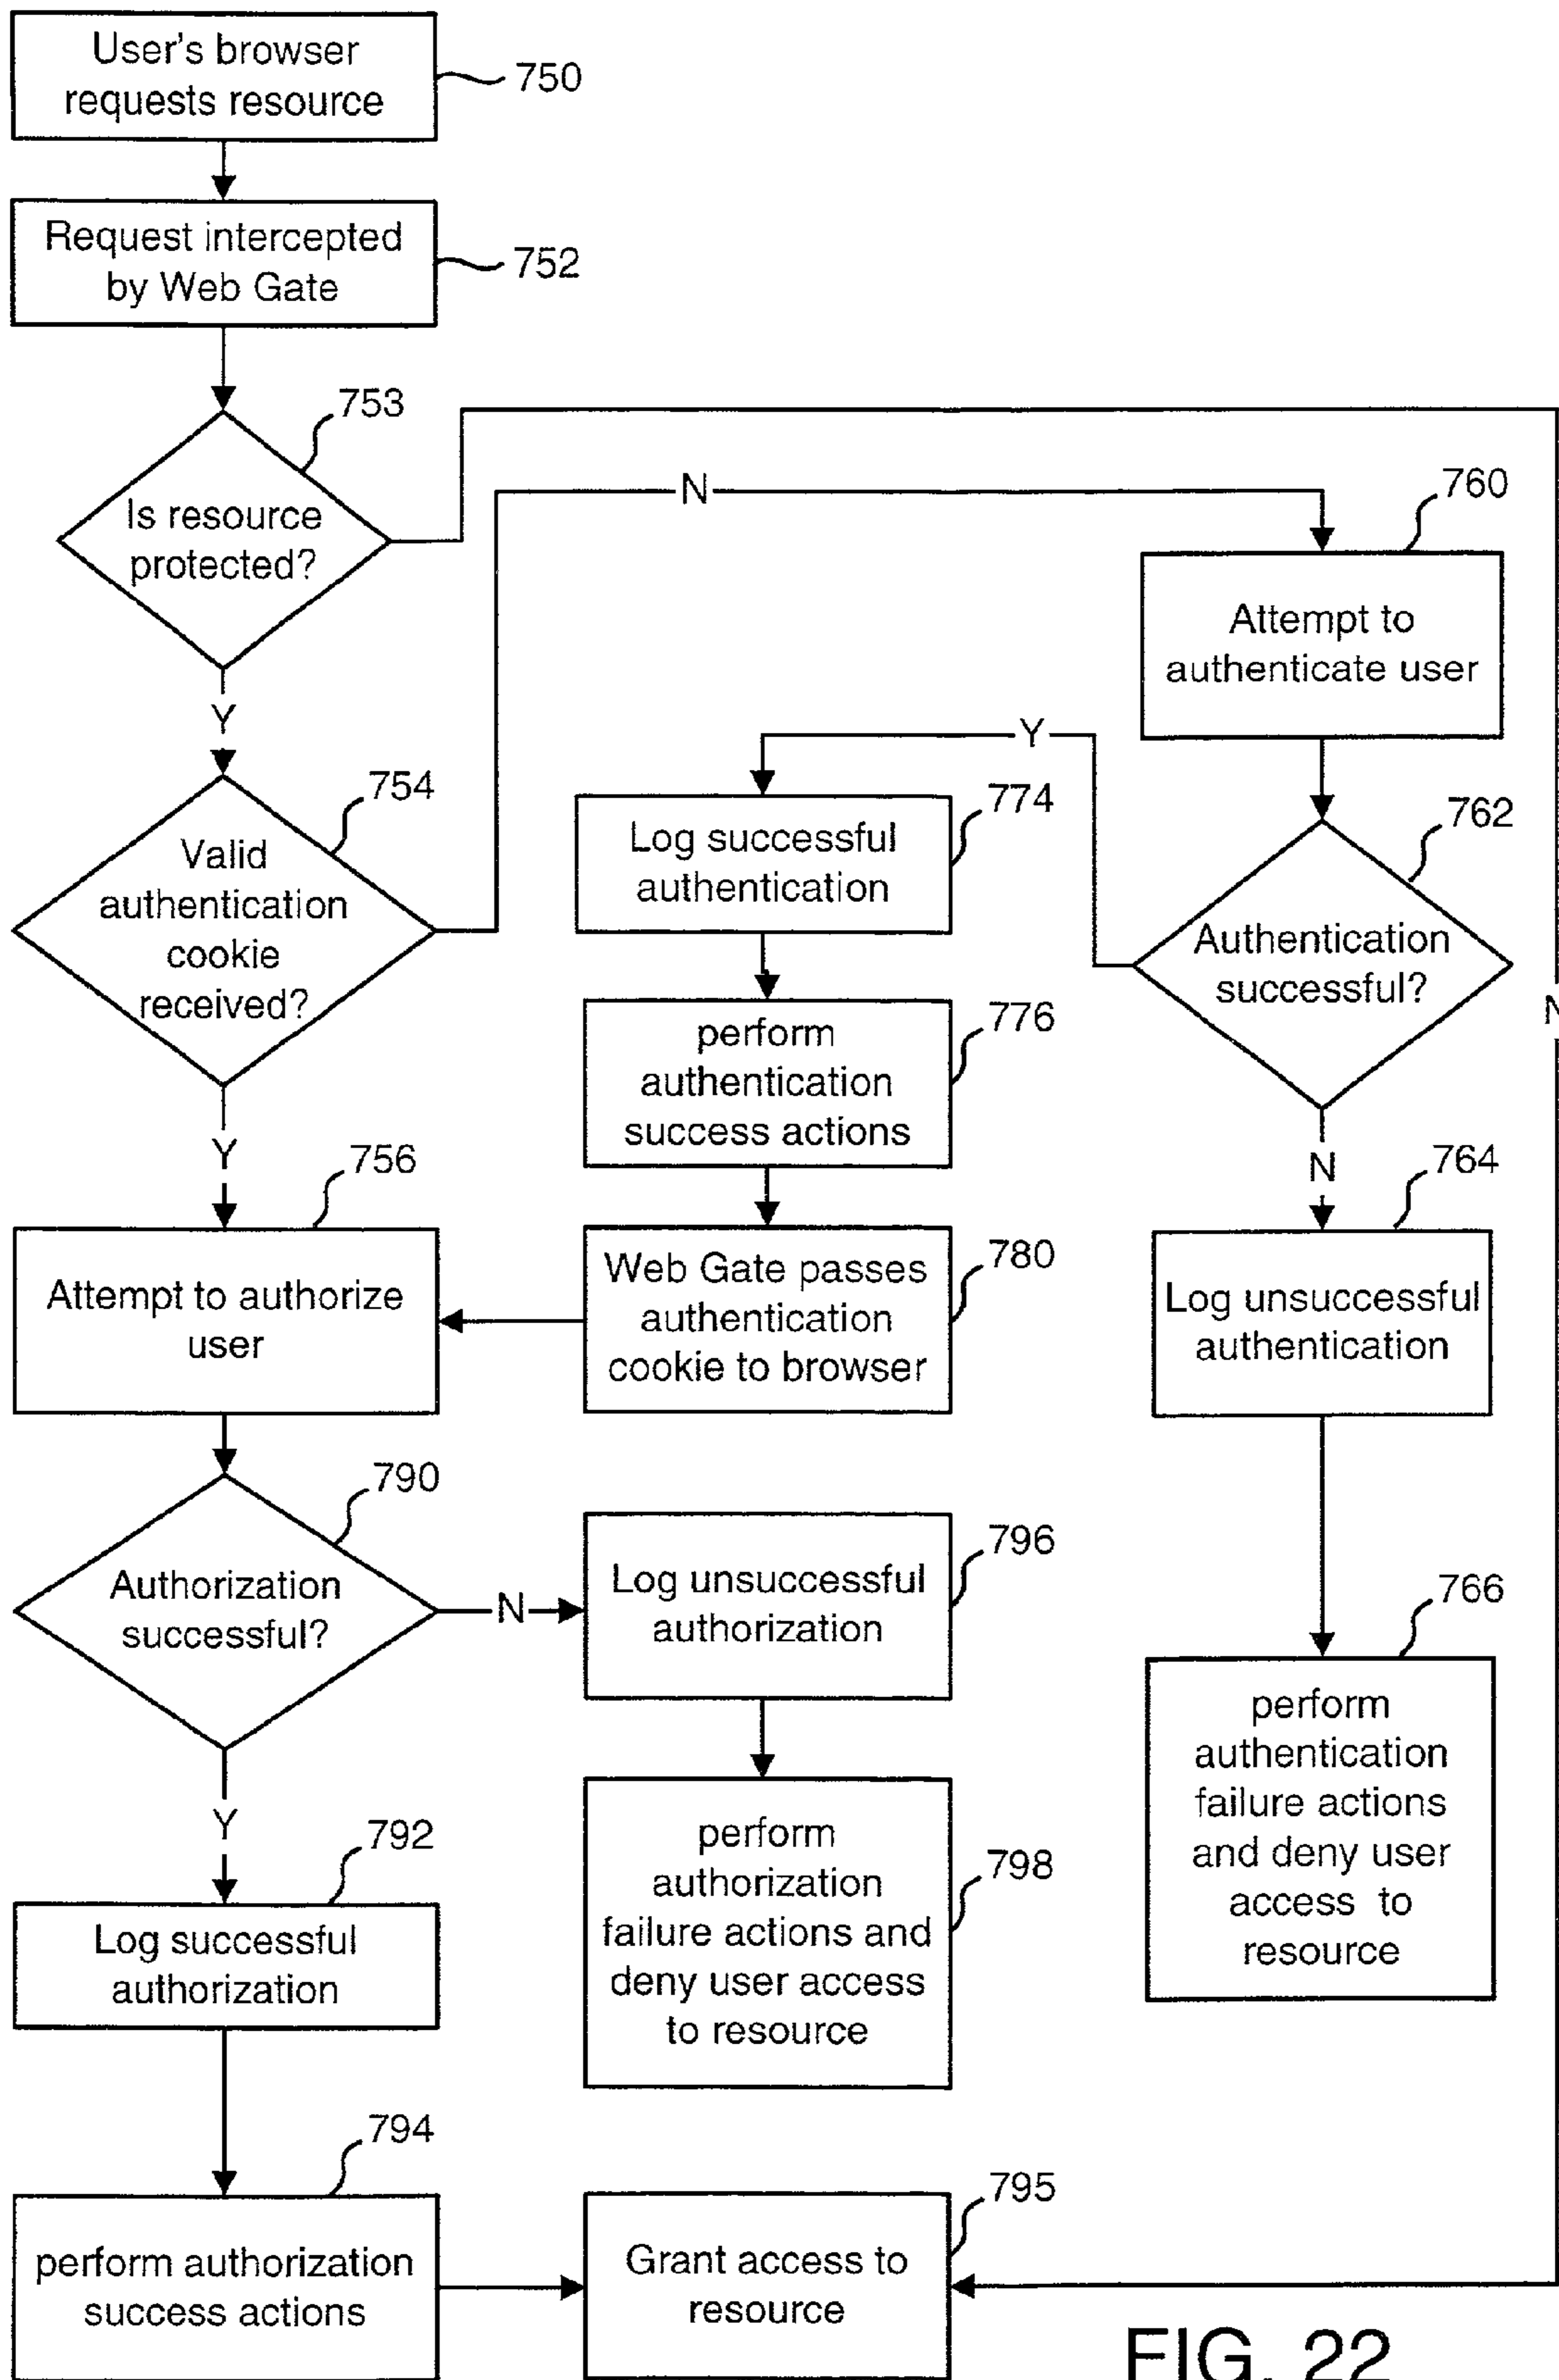 User's browser
requests resource
750
Request intercepted
by Web Gate
752
753
Is resource
protected?
N
760
Attempt to
authenticate user
Y
Y
754
Valid
authentication
cookie
received?
774
Log successful
authentication
762
Authentication
successful?
N
776
perform
authentication
success actions
Y
756
N
764
Attempt to authorize
user
780
Web Gate passes
authentication
cookie to browser
Log unsuccessful
authentication
790
Authorization
successful?
N
796
Log unsuccessful
authorization
766
perform
authentication
failure actions
and deny user
access to
resource
Y
792
Log successful
authorization
798
perform
authorization
failure actions and
deny user access
to resource
794
perform authorization
success actions
795
Grant access to
resource
FIG. 22